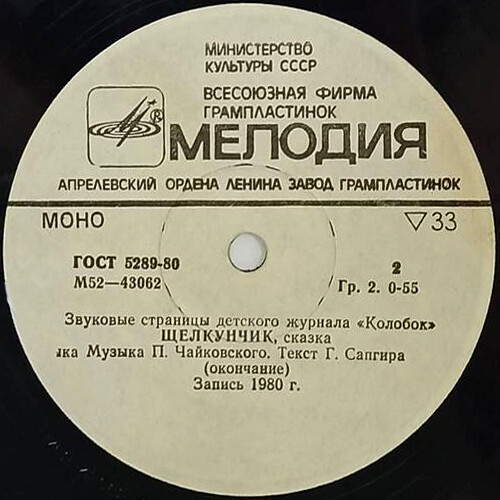 МИНИСТЕРСТВО
КУЛЬТУРЫ СССР
ВСЕСОЮЗНАЯ ФИРМА
ГРАМПЛАСТИНОК
МЕЛОДИЯ
АПРЕЛЕВСКИЙ ОРДЕНА ЛЕНИНА ЗАВОД ГРАМПЛАСТИНОК
МОНО ▽33
ГОСТ 5289-80 2
М52—43062 Гр. 2. 0-55
Звуковые страницы детского журнала «Колобок»
ЩЕЛКУНЧИК, сказка
ıка Музыка П. Чайковского. Текст Г. Сапгира
(окончание)
Запись 1980 г.